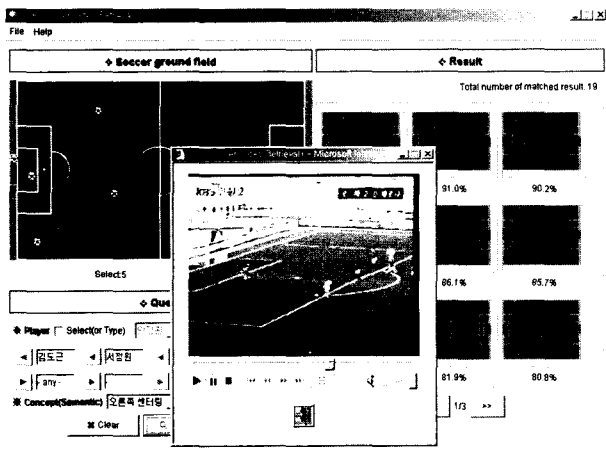 File Help
❖ Soccer ground field
❖ Result
Total number of matched result: 19
Microsoft
91.0%
90.2%
Select:5
86.1%
85.7%
❖ Que
※ Player
Select(or Type)
김도근
서정원
- any -
81.9%
80.8%
※ Concept(Semantic) 오른쪽 센터링
1/3 >>
⌘ Clear